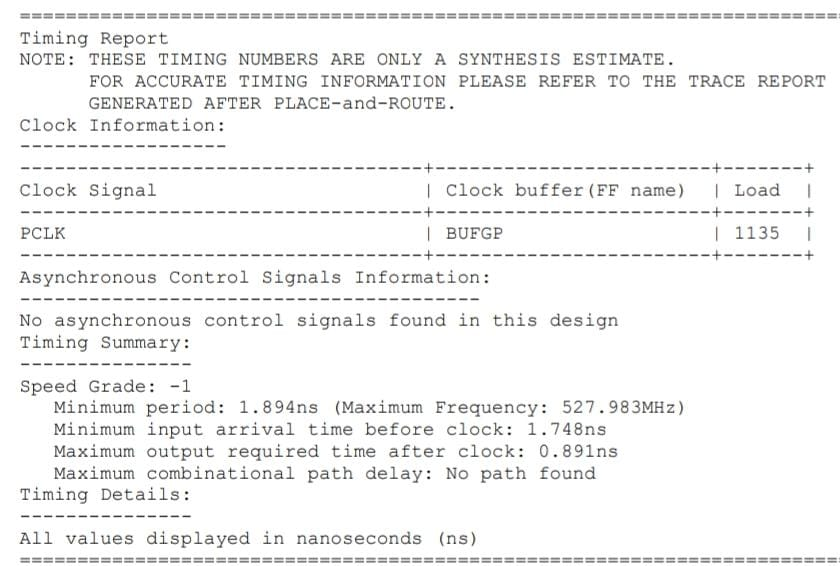 =========================================================================
Timing Report
NOTE: THESE TIMING NUMBERS ARE ONLY A SYNTHESIS ESTIMATE.
      FOR ACCURATE TIMING INFORMATION PLEASE REFER TO THE TRACE REPORT
      GENERATED AFTER PLACE-and-ROUTE.
Clock Information:
------------------
-----------------------------------+------------------------+-------+
Clock Signal                       | Clock buffer(FF name)  | Load  |
-----------------------------------+------------------------+-------+
PCLK                               | BUFGP                  | 1135  |
-----------------------------------+------------------------+-------+
Asynchronous Control Signals Information:
----------------------------------------
No asynchronous control signals found in this design
Timing Summary:
---------------
Speed Grade: -1
   Minimum period: 1.894ns (Maximum Frequency: 527.983MHz)
   Minimum input arrival time before clock: 1.748ns
   Maximum output required time after clock: 0.891ns
   Maximum combinational path delay: No path found
Timing Details:
---------------
All values displayed in nanoseconds (ns)
=========================================================================